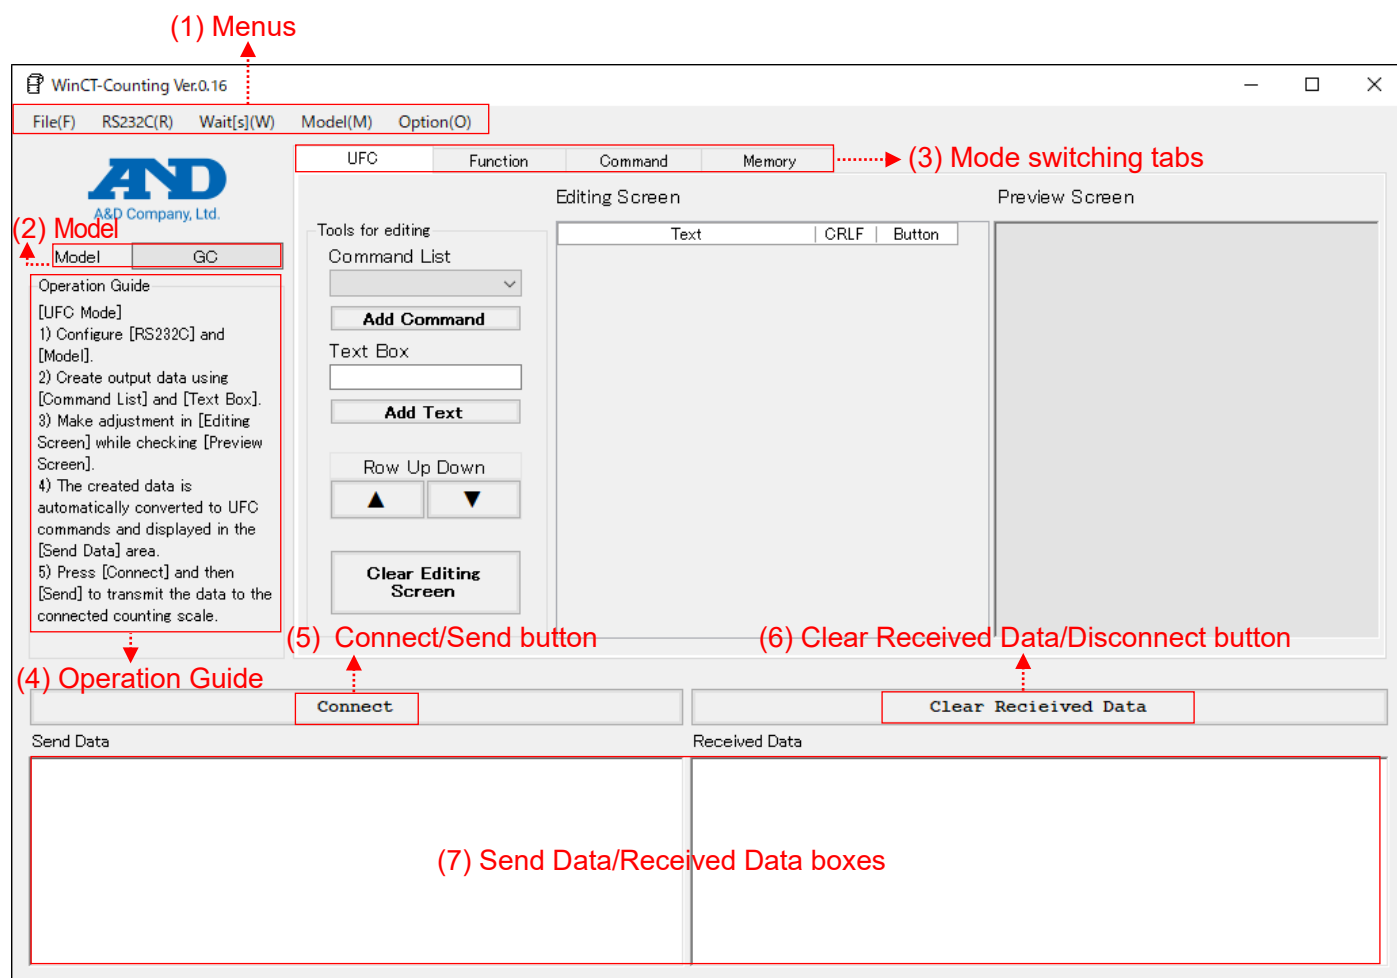 (1) Menus
WinCT-Counting Ver.0.16
File(F) RS232C(R) Wait[s](W) Model(M) Option(O)
UFC Function Command Memory
(3) Mode switching tabs
AND
A&D Company, Ltd.
(2) Model
Model GC
Operation Guide
[UFC Mode]
1) Configure [RS232C] and
[Model].
2) Create output data using
[Command List] and [Text Box].
3) Make adjustment in [Editing
Screen] while checking [Preview
Screen].
4) The created data is
automatically converted to UFC
commands and displayed in the
[Send Data] area.
5) Press [Connect] and then
[Send] to transmit the data to the
connected counting scale.
(4) Operation Guide
Tools for editing
Command List
Add Command
Text Box
Add Text
Row Up Down
▲ ▼
Clear Editing
Screen
Editing Screen
Text CRLF Button
Preview Screen
(5) Connect/Send button
(6) Clear Received Data/Disconnect button
Connect
Clear Recieived Data
Send Data
Received Data
(7) Send Data/Received Data boxes